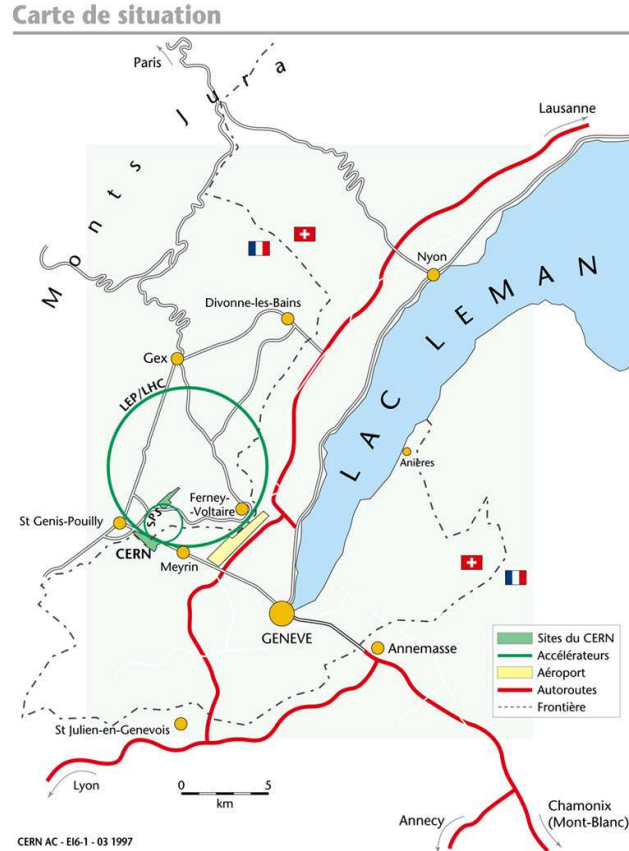 Carte de situation
Paris
Monts Jura
Lausanne
Nyon
Divonne-les-Bains
Gex
LEP/LHC
LAC LEMAN
Anières
Ferney-
Voltaire
St Genis-Pouilly
SPS
CERN
Meyrin
GENEVE
Annemasse
Sites du CERN
Accélérateurs
Aéroport
Autoroutes
Frontière
St Julien-en-Genevois
Lyon
0 5
km
Annecy
Chamonix
(Mont-Blanc)
CERN AC - EI6-1 - 03 1997